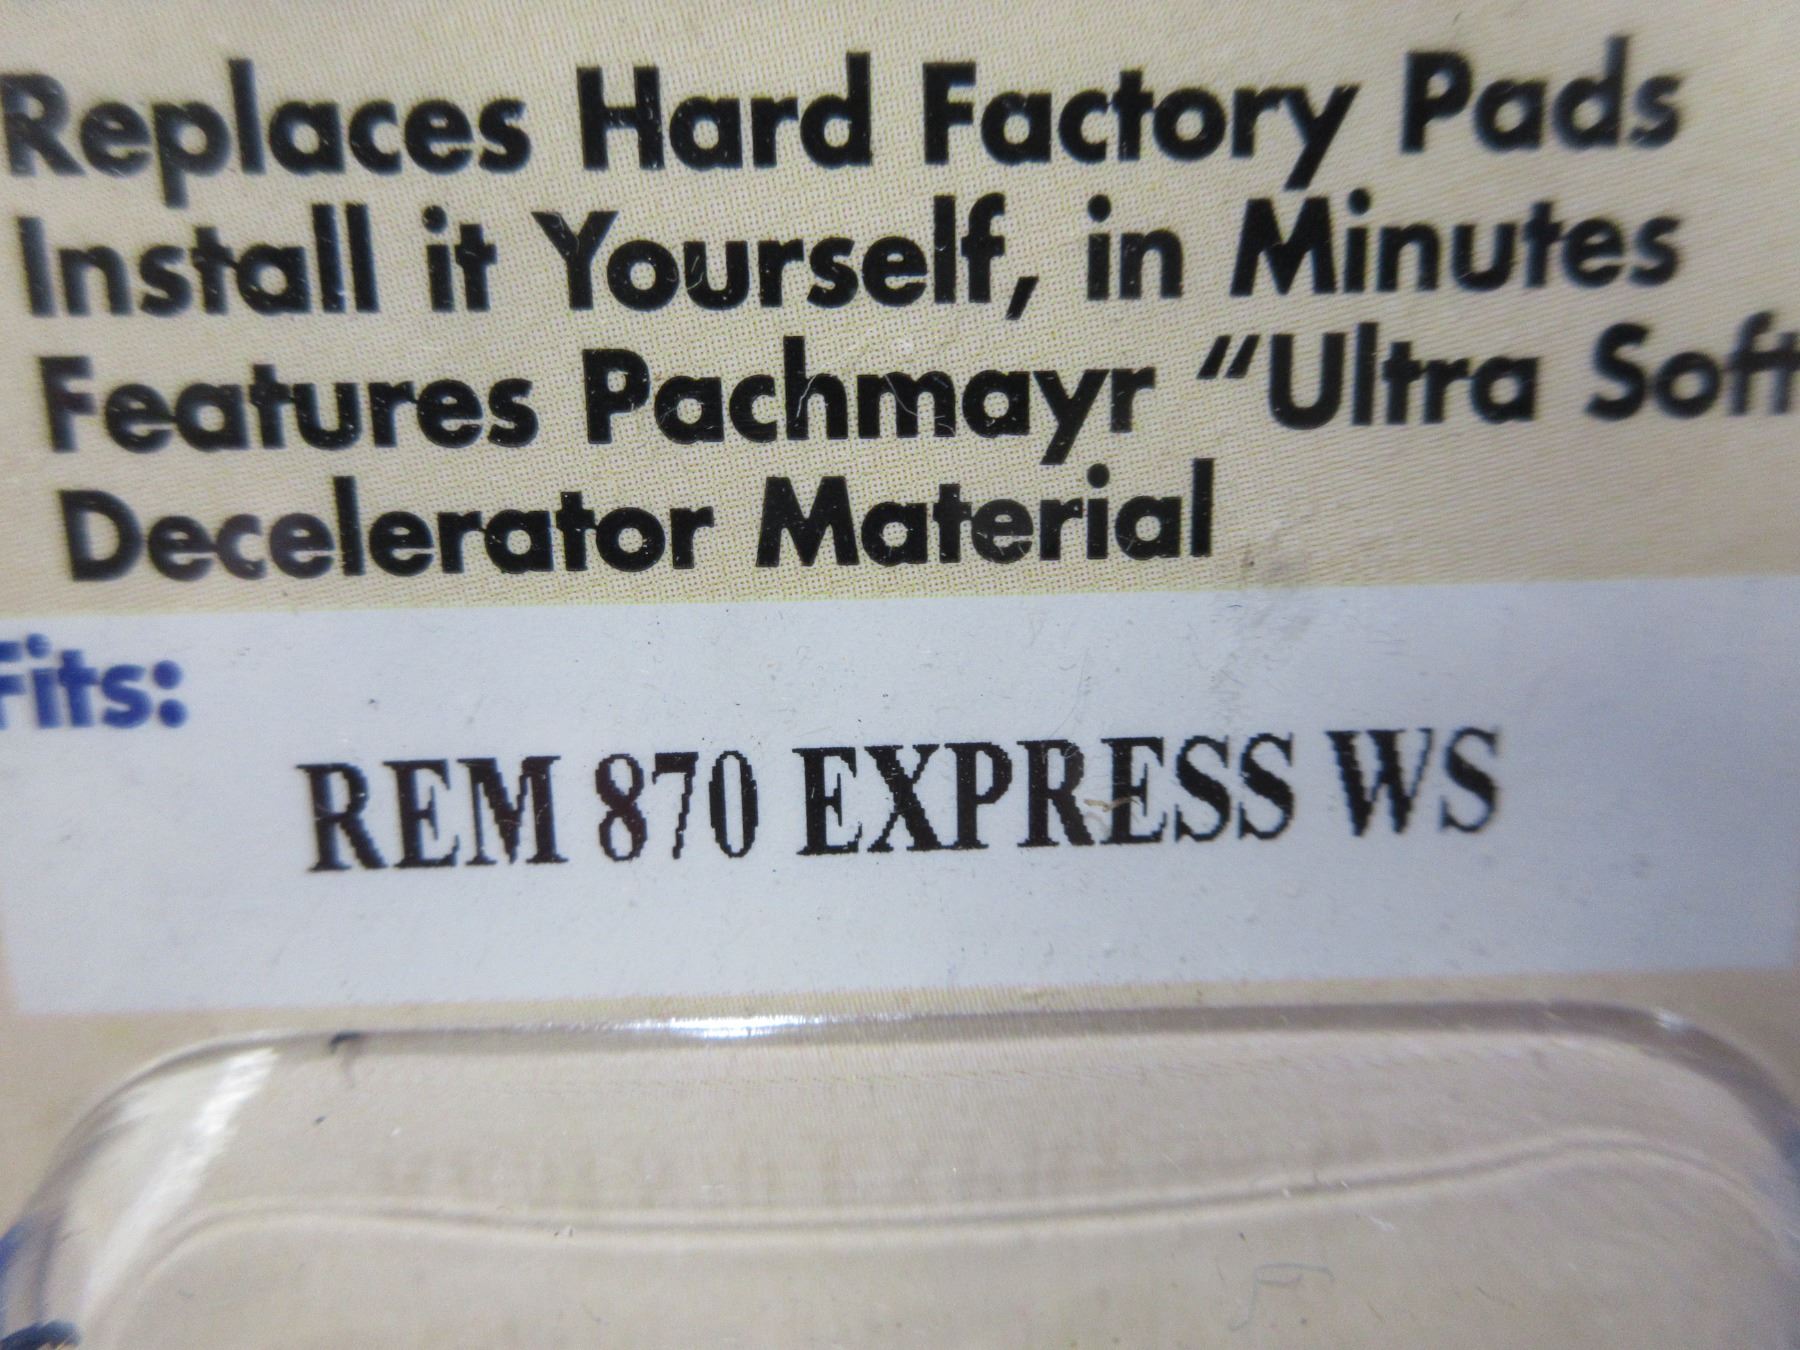 Replaces Hard Factory Pads
Install it Yourself, in Minutes
Features Pachmayr “Ultra Soft
Decelerator Material
Fits:
REM 870 EXPRESS WS